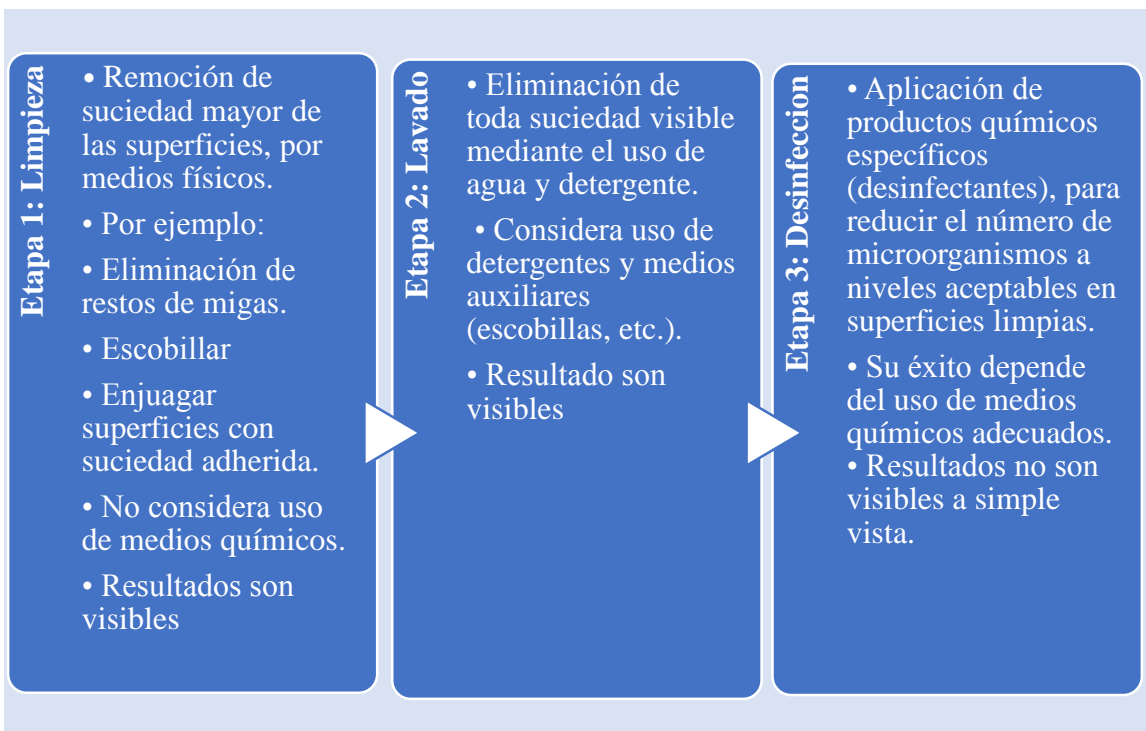 Etapa 1: Limpieza
• Remoción de
suciedad mayor de
las superficies, por
medios físicos.
• Por ejemplo:
• Eliminación de
restos de migas.
• Escobillar
• Enjuagar
superficies con
suciedad adherida.
• No considera uso
de medios químicos.
• Resultados son
visibles
Etapa 2: Lavado
• Eliminación de
toda suciedad visible
mediante el uso de
agua y detergente.
• Considera uso de
detergentes y medios
auxiliares
(escobillas, etc.).
• Resultado son
visibles
Etapa 3: Desinfeccion
• Aplicación de
productos químicos
específicos
(desinfectantes), para
reducir el número de
microorganismos a
niveles aceptables en
superficies limpias.
• Su éxito depende
del uso de medios
químicos adecuados.
• Resultados no son
visibles a simple
vista.